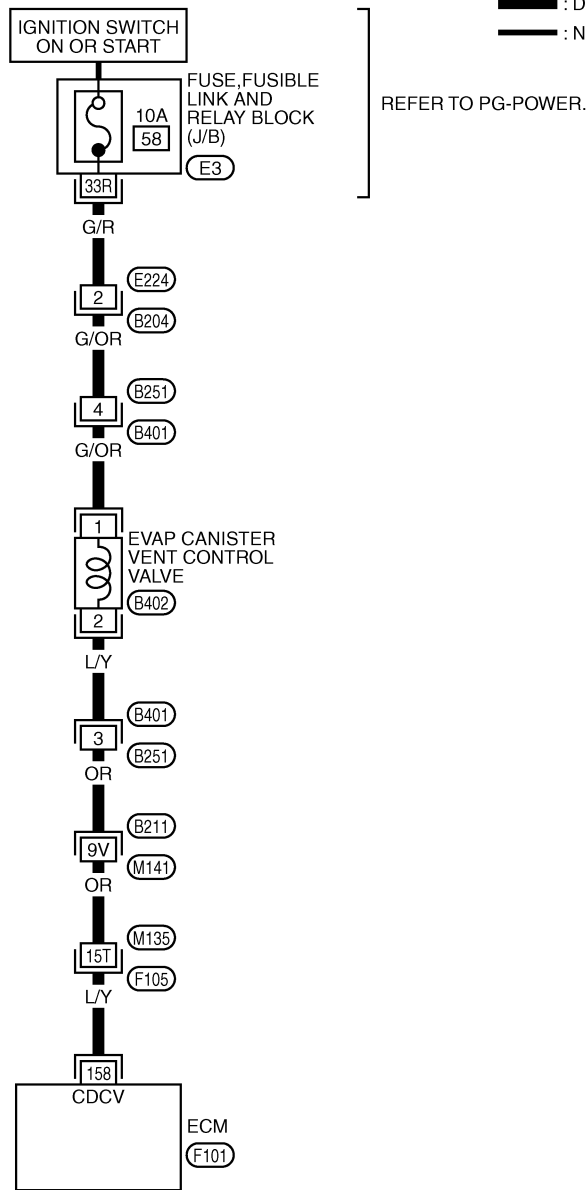 IGNITION SWITCH
ON OR START
: D
: N
FUSE,FUSIBLE
LINK AND
RELAY BLOCK
(J/B)
10A
58
E3
REFER TO PG-POWER.
33R
G/R
E224
2
B204
G/OR
B251
4
B401
G/OR
1
EVAP CANISTER
VENT CONTROL
VALVE
B402
2
L/Y
B401
3
B251
OR
B211
9V
M141
OR
M135
15T
F105
L/Y
158
CDCV
ECM
F101